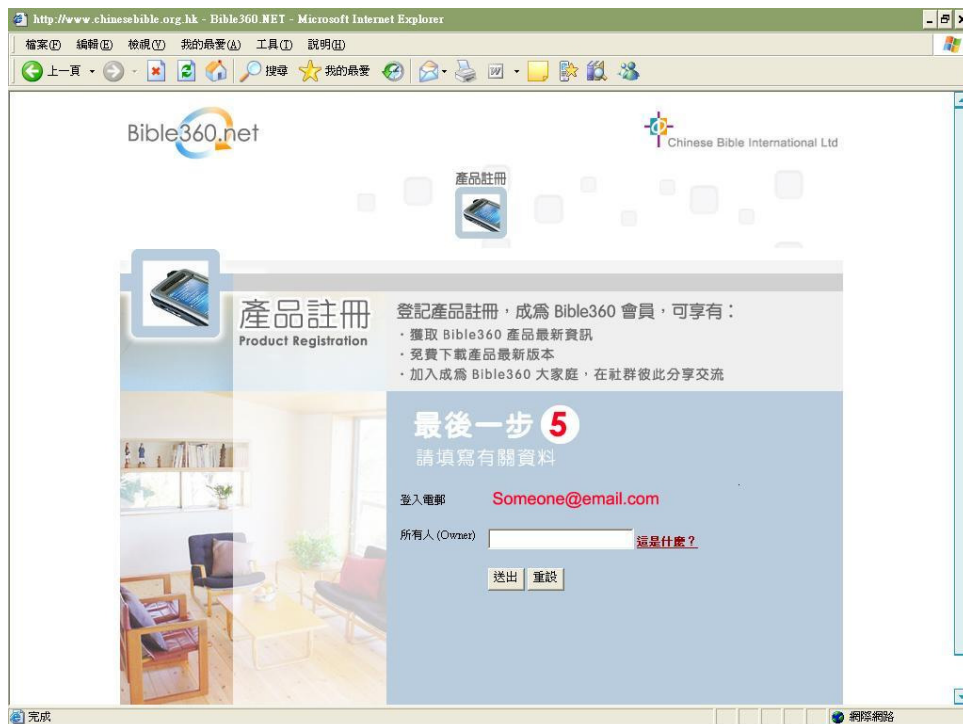 http://www.chinesebible.org.hk - Bible360.NET - Microsoft Internet Explorer
檔案(F) 編輯(E) 檢視(V) 我的最愛(A) 工具(T) 說明(H)
上一頁 搜尋 我的最愛
Bible360.net
Chinese Bible International Ltd
產品註冊
產品註冊
Product Registration
登記產品註冊，成為 Bible360 會員，可享有：
· 獲取 Bible360 產品最新資訊
· 免費下載產品最新版本
· 加入成為 Bible360 大家庭，在社群彼此分享交流
最後一步 5
請填寫有關資料
登入電郵 Someone@email.com
所有人 (Owner) 這是什麼？
送出 重設
完成 網際網路